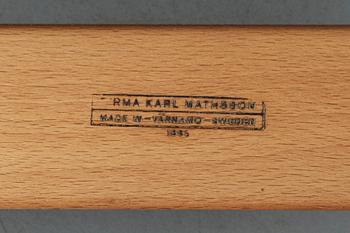 RMA KARL MATHSSON
MADE IN - VÄRNAMO - SWEDEN